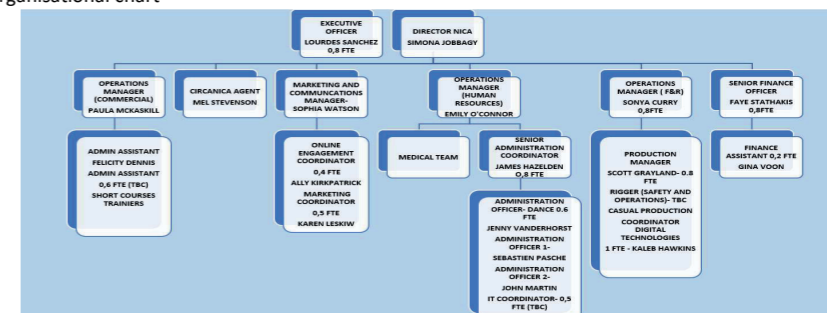 rganisational chart
EXECUTIVE
OFFICER
LOURDES SANCHEZ
0,8 FTE
DIRECTOR NICA
SIMONA JOBBAGY
OPERATIONS
MANAGER
(COMMERCIAL)
PAULA MCKASKILL
CIRCANICA AGENT
MEL STEVENSON
MARKETING AND
COMMUNCATIONS
MANAGER-
SOPHIA WATSON
OPERATIONS
MANAGER
(HUMAN
RESOURCES)
EMILY O'CONNOR
OPERATIONS
MANAGER ( F&R)
SONYA CURRY
0,8FTE
SENIOR FINANCE
OFFICER
FAYE STATHAKIS
0,8FTE
ADMIN ASSISTANT
FELICITY DENNIS
ADMIN ASSISTANT
0,6 FTE (TBC)
SHORT COURSES
TRAINIERS
ONLINE
ENGAGEMENT
COORDINATOR
0,4 FTE
ALLY KIRKPATRICK
MARKETING
COORDINATOR
0,5 FTE
KAREN LESKIW
MEDICAL TEAM
SENIOR
ADMINISTRATION
COORDINATOR
JAMES HAZELDEN
0,8 FTE
ADMINISTRATION
OFFICER- DANCE 0.6
FTE
JENNY VANDERHORST
ADMINISTRATION
OFFICER 1-
SEBASTIEN PASCHE
ADMINISTRATION
OFFICER 2-
JOHN MARTIN
IT COORDINATOR- 0,5
FTE (TBC)
PRODUCTION
MANAGER
SCOTT GRAYLAND- 0.8
FTE
RIGGER (SAFETY AND
OPERATIONS)- TBC
CASUAL PRODUCTION
COORDINATOR
DIGITAL
TECHNOLOGIES
1 FTE - KALEB HAWKINS
FINANCE
ASSISTANT 0,2 FTE
GINA VOON